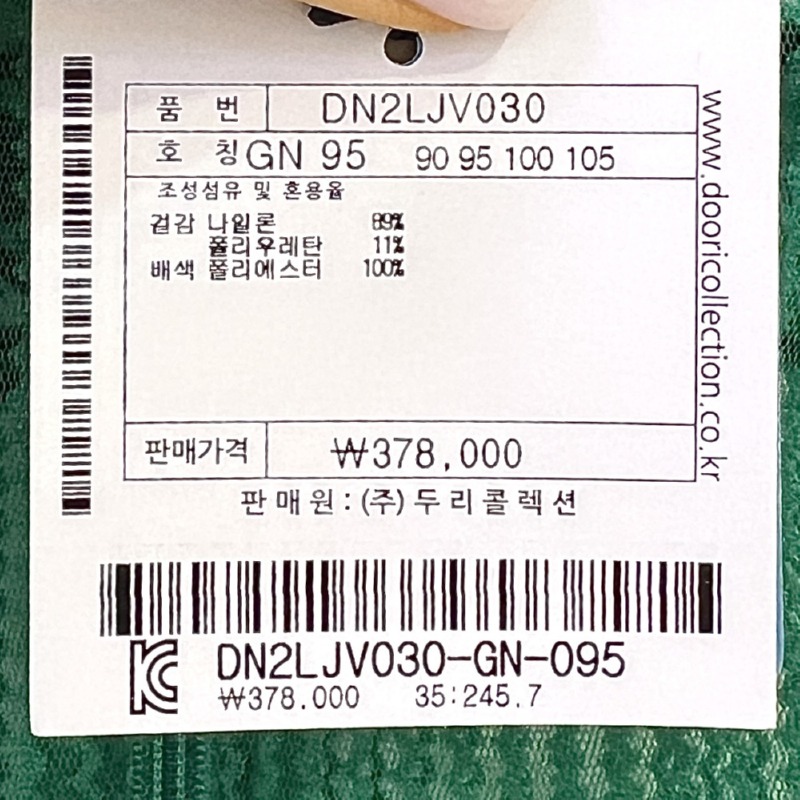 품 번 DN2LJV030
호 칭 GN 95 90 95 100 105
조성섬유 및 혼용율
겉감 나일론 89%
폴리우레탄 11%
배색 폴리에스터 100%
판매가격 ₩378,000
판매원 : (주)두리콜렉션
www.dooricollection.co.kr
DN2LJV030-GN-095
₩378.000 35:245.7